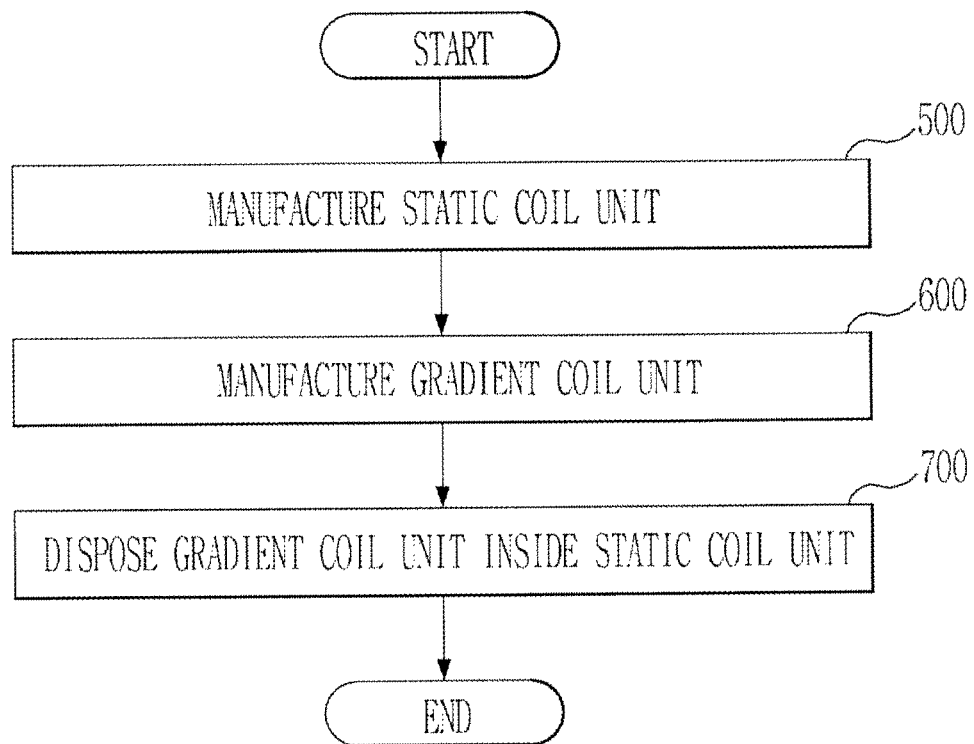 START
500
MANUFACTURE STATIC COIL UNIT
600
MANUFACTURE GRADIENT COIL UNIT
700
DISPOSE GRADIENT COIL UNIT INSIDE STATIC COIL UNIT
END